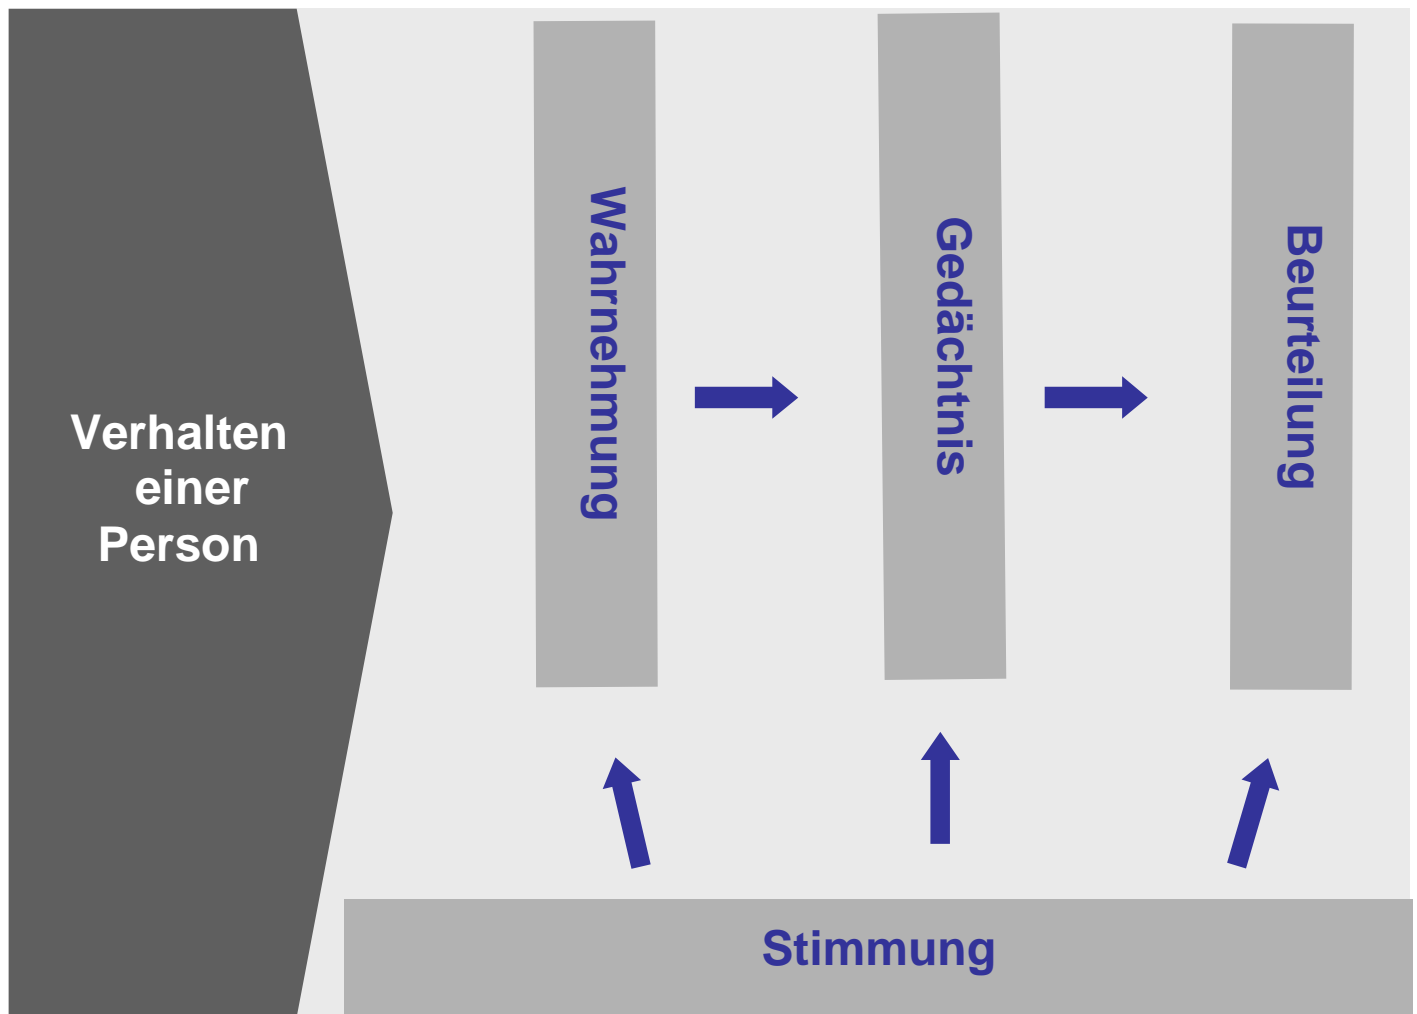 Verhalten
einer
Person
Wahrnehmung
Gedächtnis
Beurteilung
Stimmung